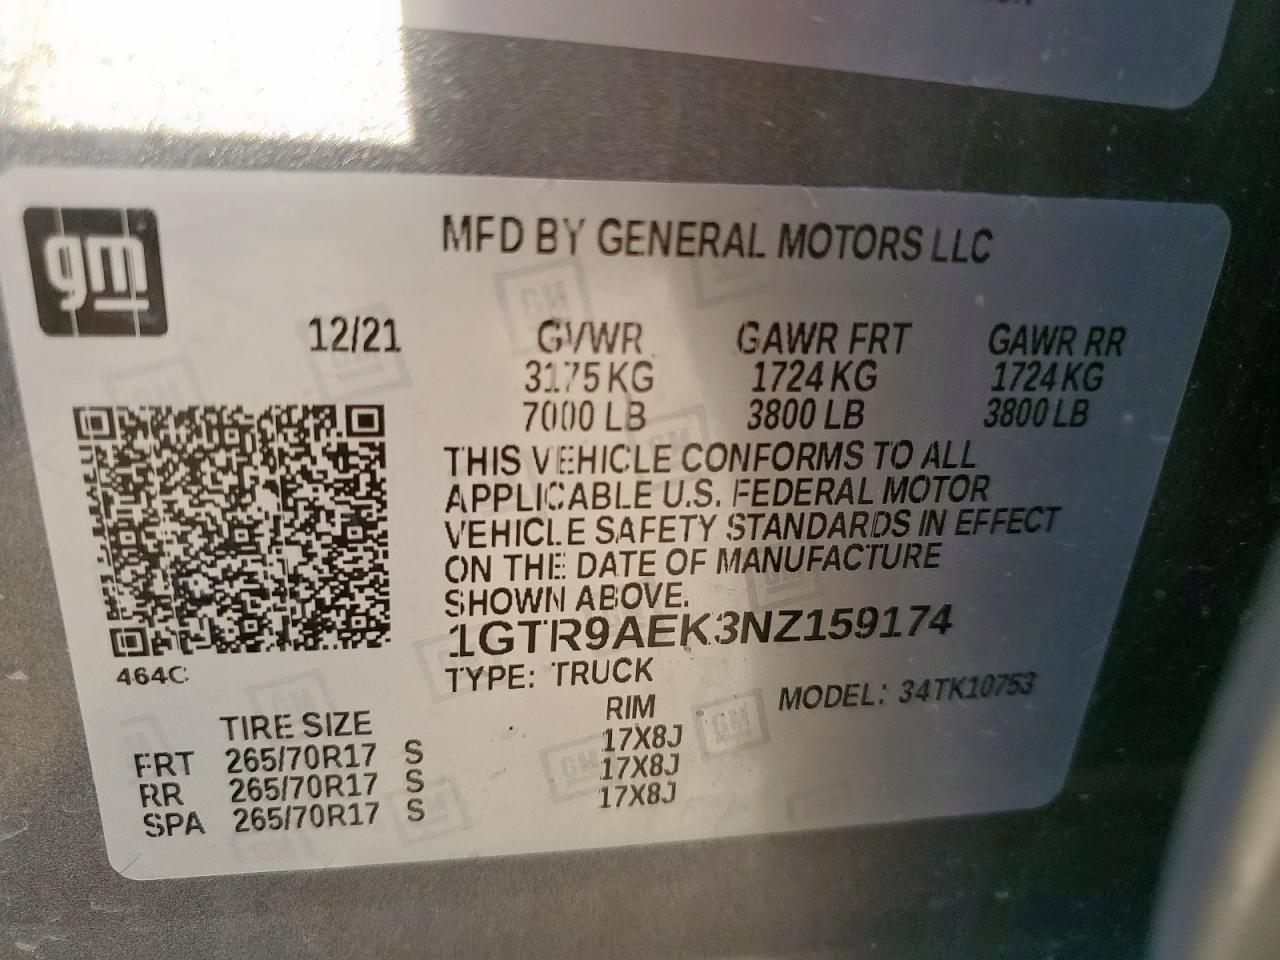 gm
MFD BY GENERAL MOTORS LLC
12/21 GVWR GAWR FRT GAWR RR
3175 KG 1724 KG 1724 KG
7000 LB 3800 LB 3800 LB
THIS VEHICLE CONFORMS TO ALL
APPLICABLE U.S. FEDERAL MOTOR
VEHICLE SAFETY STANDARDS IN EFFECT
ON THE DATE OF MANUFACTURE
SHOWN ABOVE.
1GTR9AEK3NZ159174
464C
TYPE: TRUCK
MODEL: 34TK10753
TIRE SIZE RIM
FRT 265/70R17 S 17X8J
RR 265/70R17 S 17X8J
SPA 265/70R17 S 17X8J